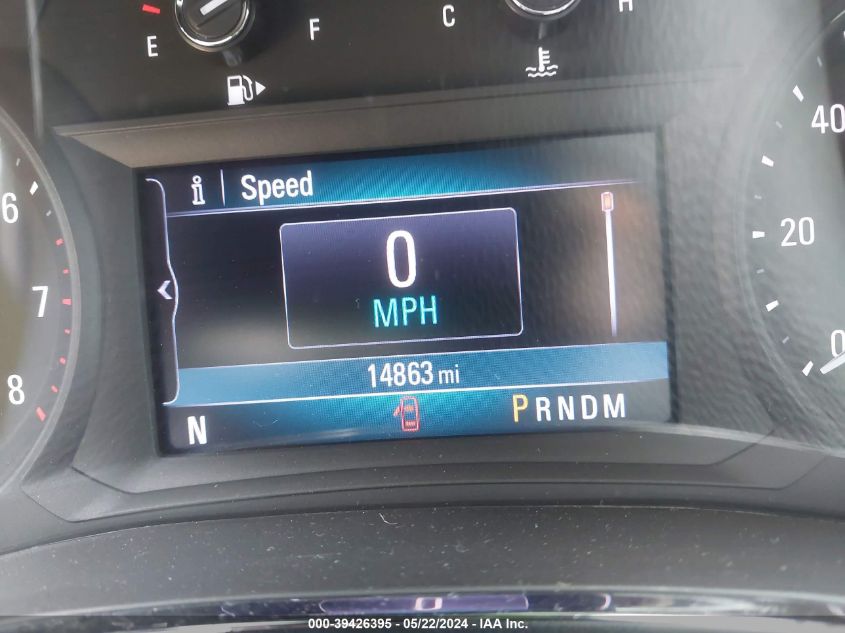 E F C H
6
7
8
i Speed
0
MPH
14863 mi
N PRNDM
40
20
0
000-39426395 - 05/22/2024 - IAA Inc.